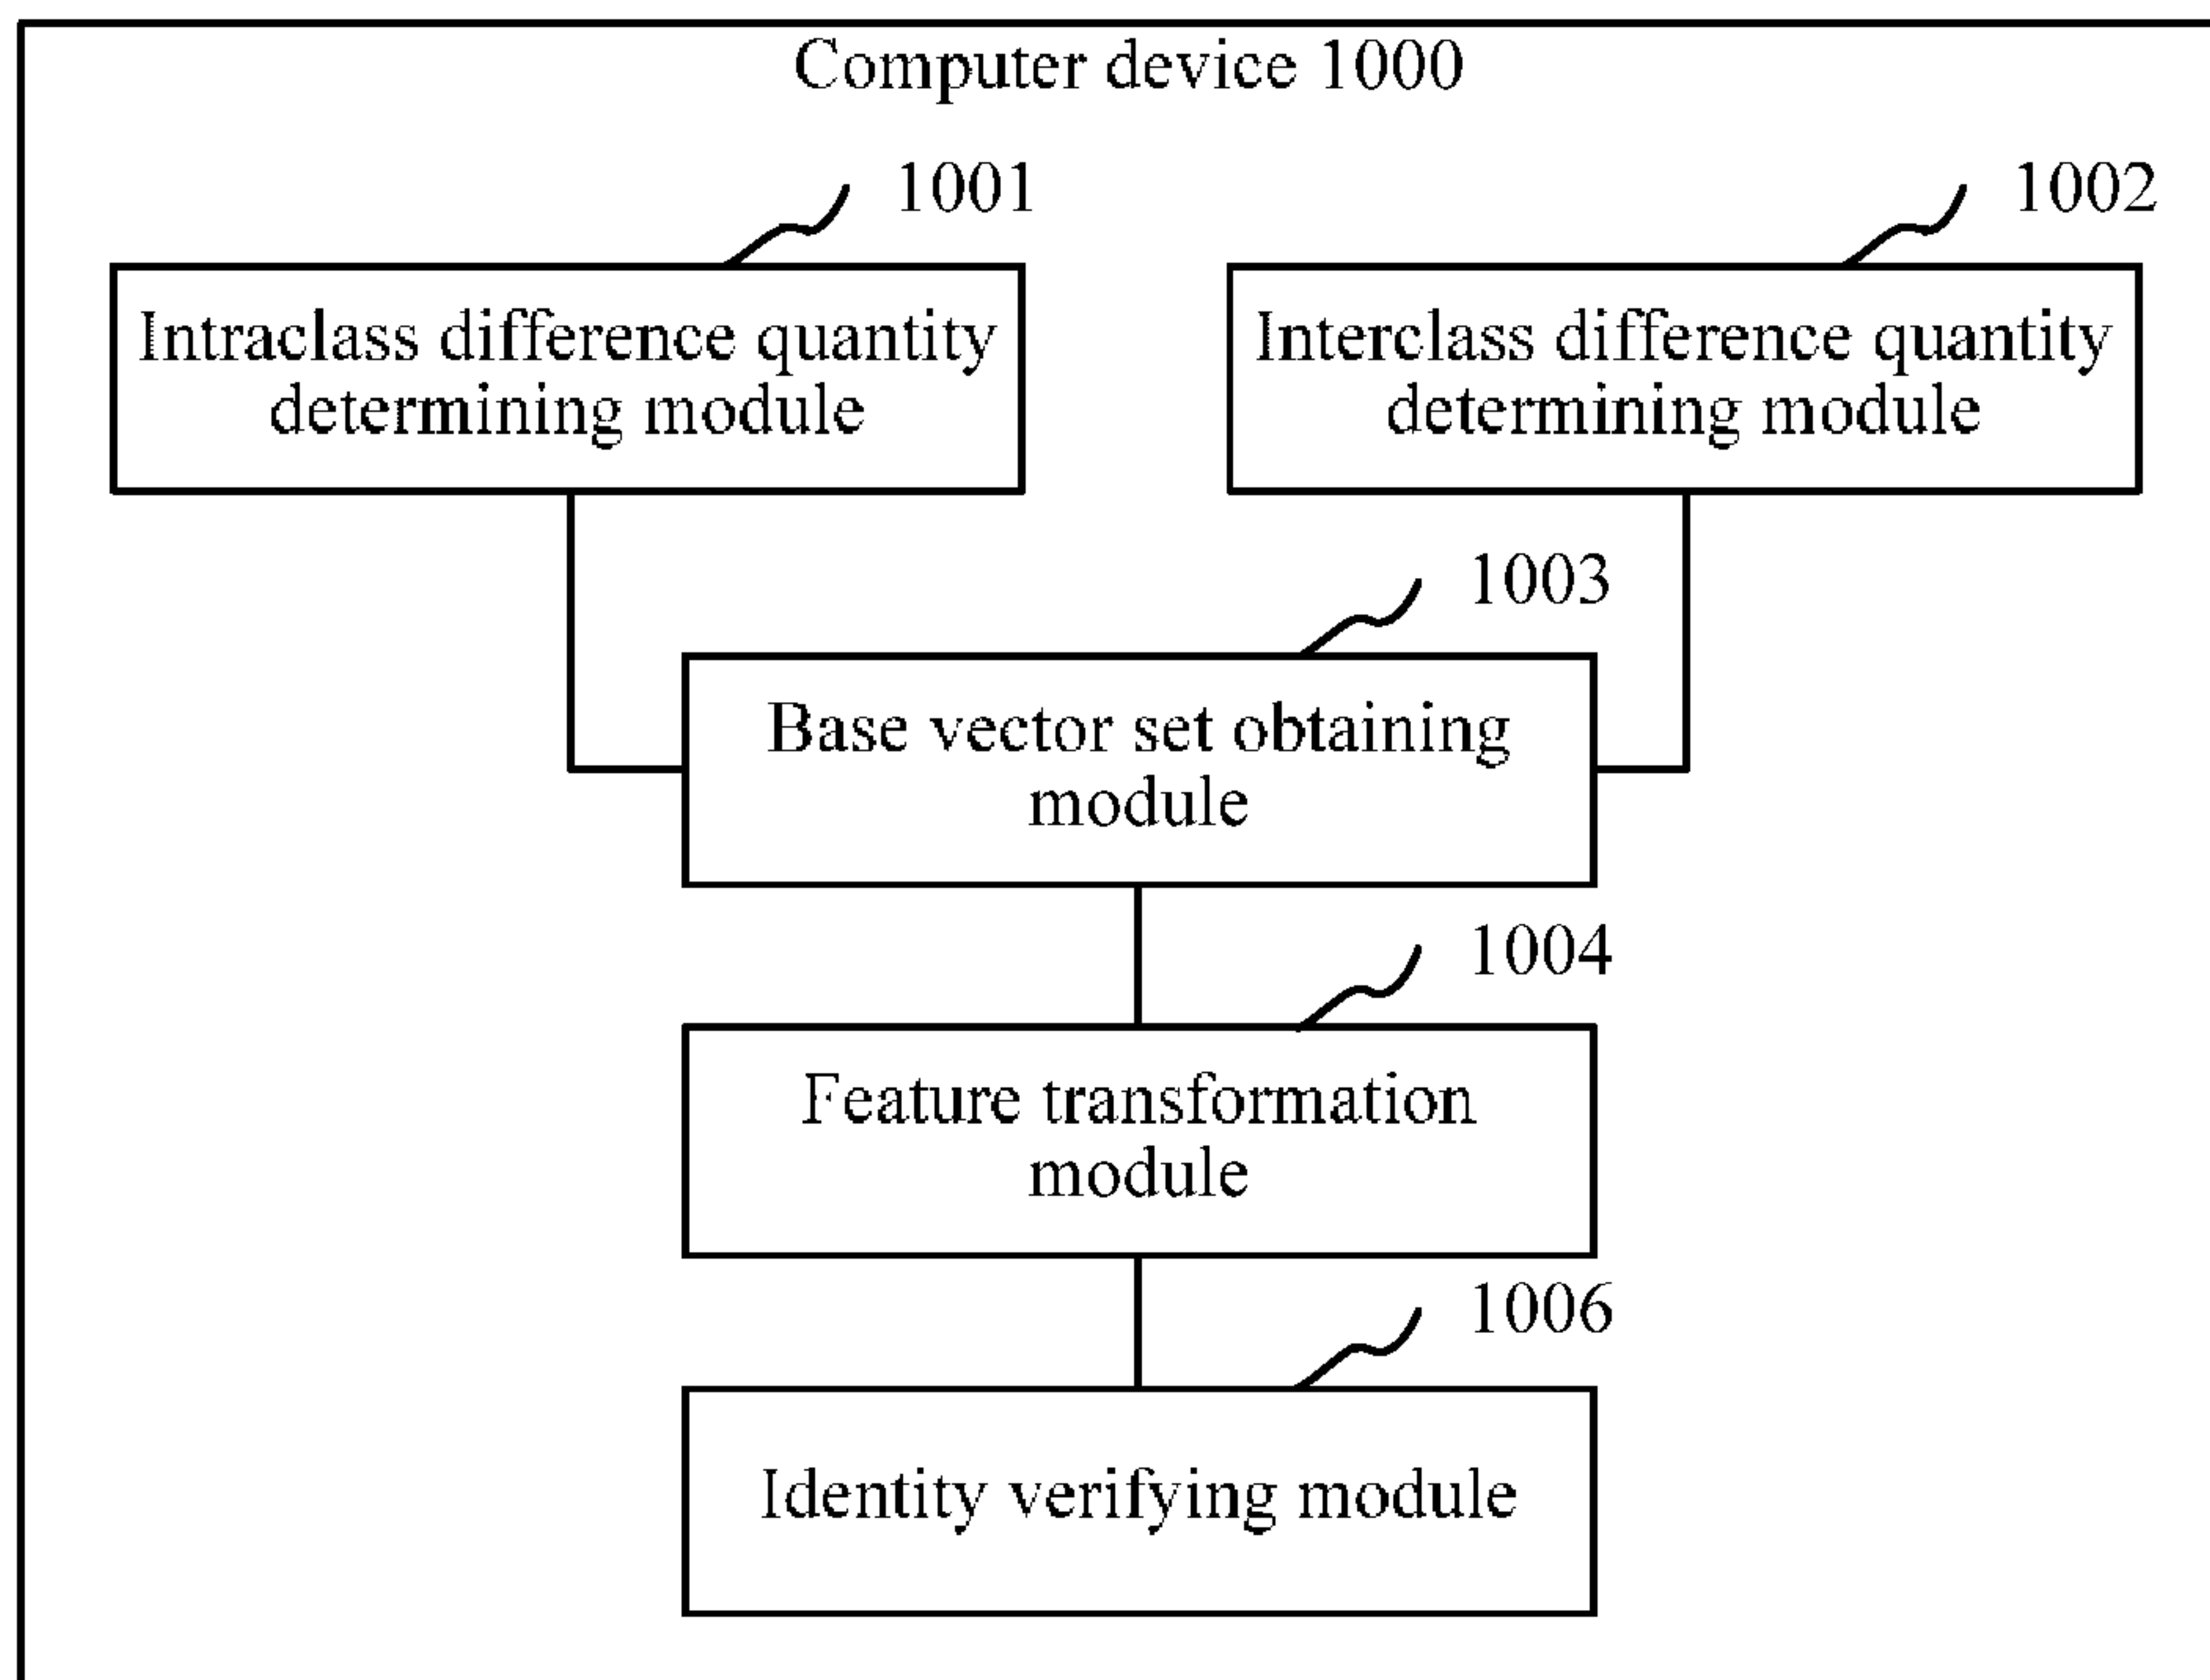 Computer device 1000
1001
1002
Intraclass difference quantity
determining module
Interclass difference quantity
determining module
1003
Base vector set obtaining
module
1004
Feature transformation
module
1006
Identity verifying module